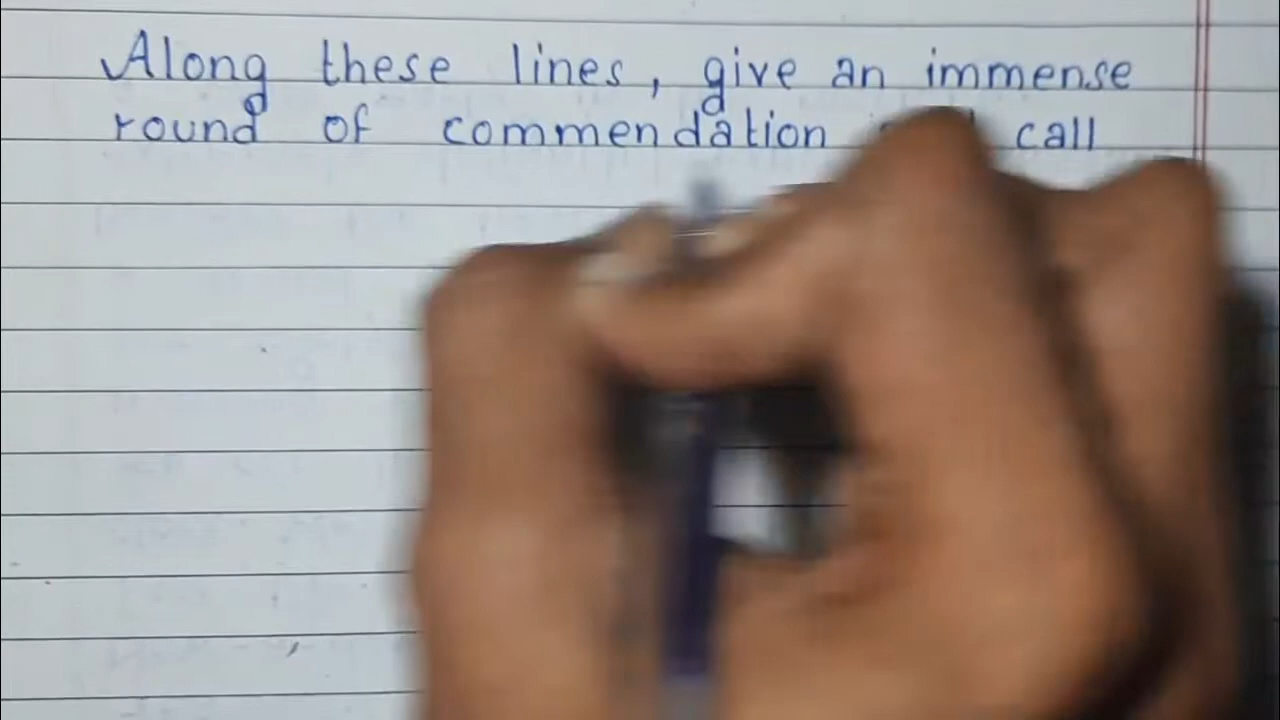 Along these lines, give an immense
round of commendation call